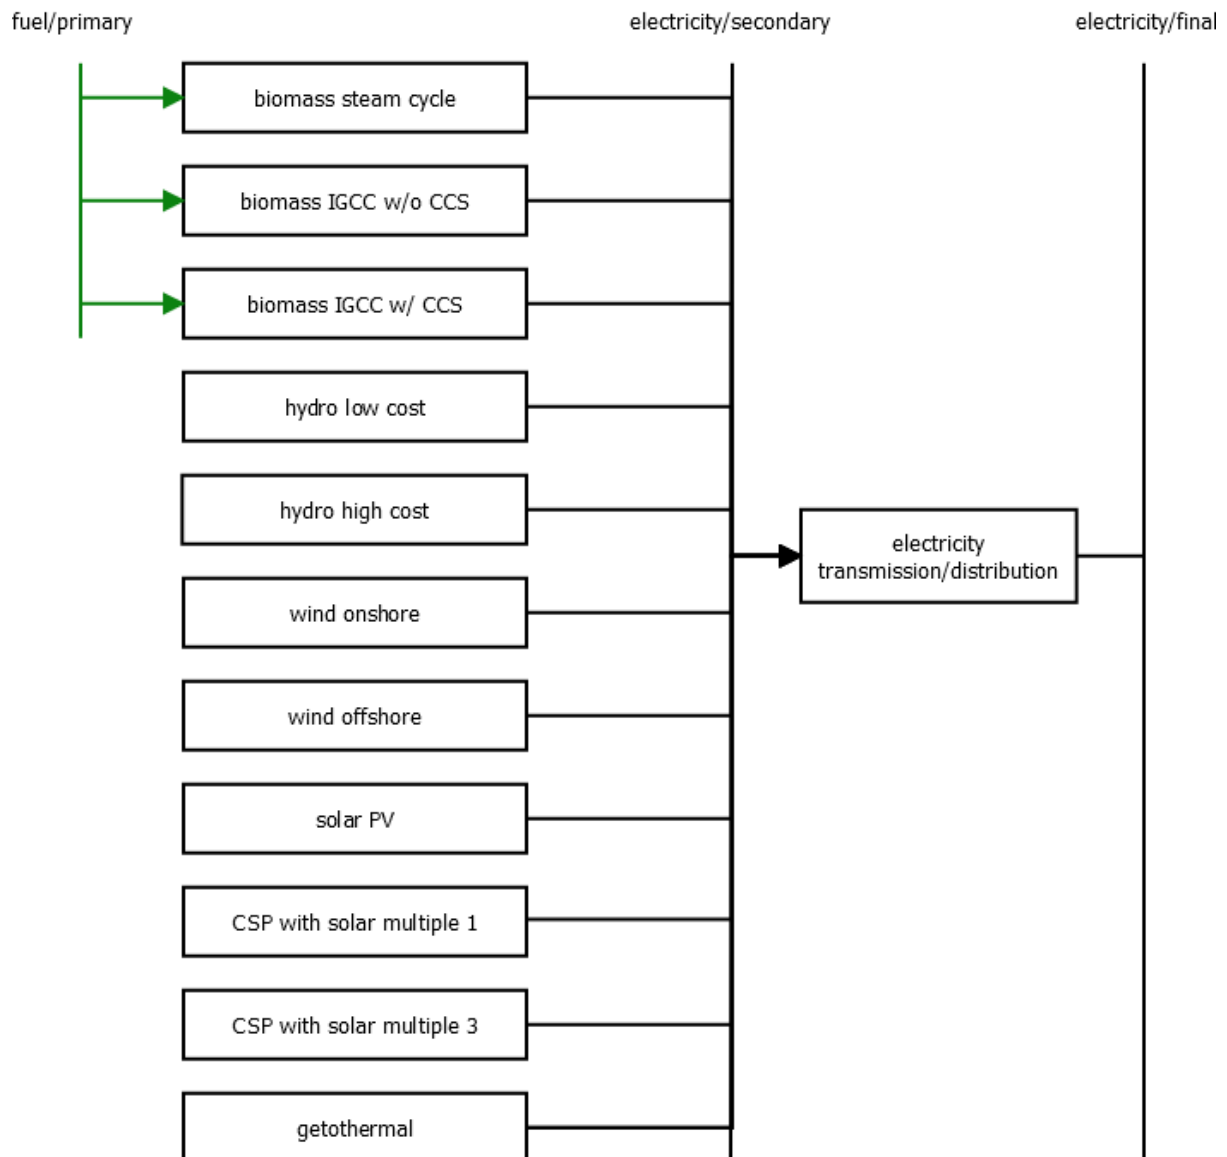 fuel/primary
electricity/secondary
electricity/final
biomass steam cycle
biomass IGCC w/o CCS
biomass IGCC w/ CCS
hydro low cost
hydro high cost
electricity
transmission/distribution
wind onshore
wind offshore
solar PV
CSP with solar multiple 1
CSP with solar multiple 3
getothermal